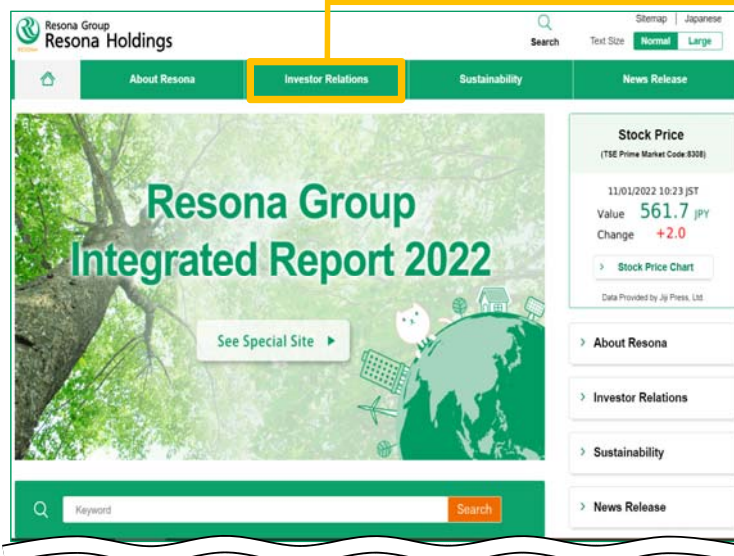 Resona Group
Resona Holdings
RESONA
Search
Sitemap | Japanese
Text Size Normal Large
About Resona
Investor Relations
Sustainability
News Release
Resona Group
Integrated Report 2022
See Special Site
Stock Price
(TSE Prime Market Code:8308)
11/01/2022 10:23 JST
Value 561.7 JPY
Change +2.0
Stock Price Chart
Data Provided by Jiji Press, Ltd.
About Resona
Investor Relations
Sustainability
News Release
Keyword
Search